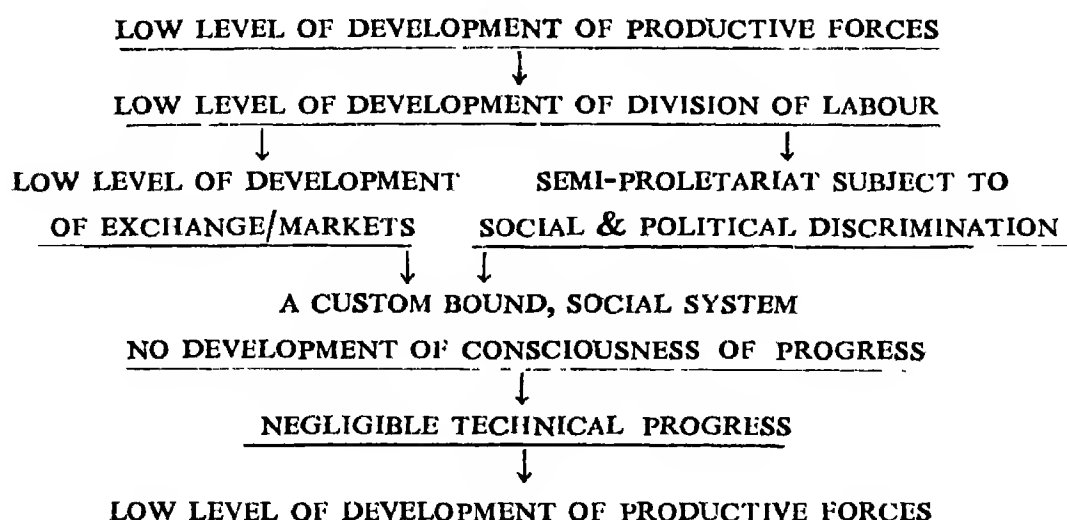 LOW LEVEL OF DEVELOPMENT OF PRODUCTIVE FORCES
LOW LEVEL OF DEVELOPMENT OF DIVISION OF LABOUR
LOW LEVEL OF DEVELOPMENT SEMI-PROLETARIAT SUBJECT TO
OF EXCHANGE/MARKETS SOCIAL & POLITICAL DISCRIMINATION
A CUSTOM BOUND, SOCIAL SYSTEM
NO DEVELOPMENT OF CONSCIOUSNESS OF PROGRESS
NEGLIGIBLE TECHNICAL PROGRESS
LOW LEVEL OF DEVELOPMENT OF PRODUCTIVE FORCES